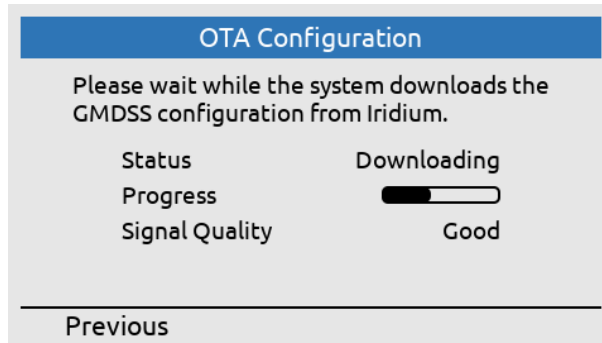 OTA Configuration
Please wait while the system downloads the
GMDSS configuration from Iridium.
Status Downloading
Progress
Signal Quality Good
Previous